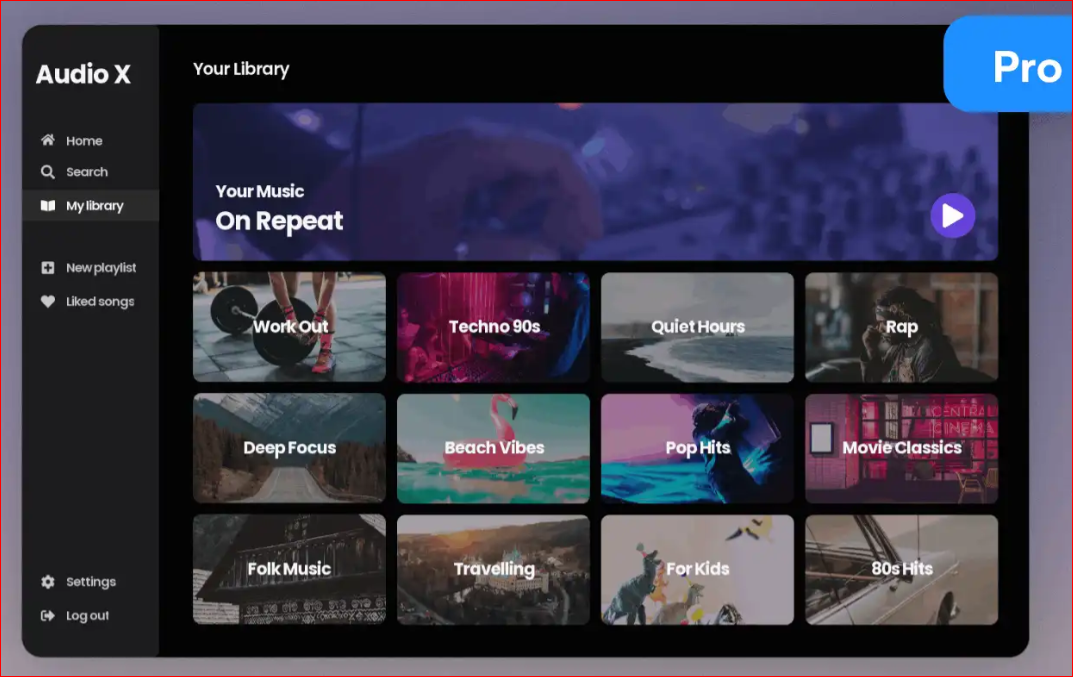 Audio X
Pro
Your Library
Home
Search
My library
New playlist
Liked songs
Settings
Log out
Your Music
On Repeat
Work Out
Techno 90s
Quiet Hours
Rap
Deep Focus
Beach Vibes
Pop Hits
Movie Classics
CENTRAL
CINEMA
Folk Music
Travelling
For Kids
80s Hits